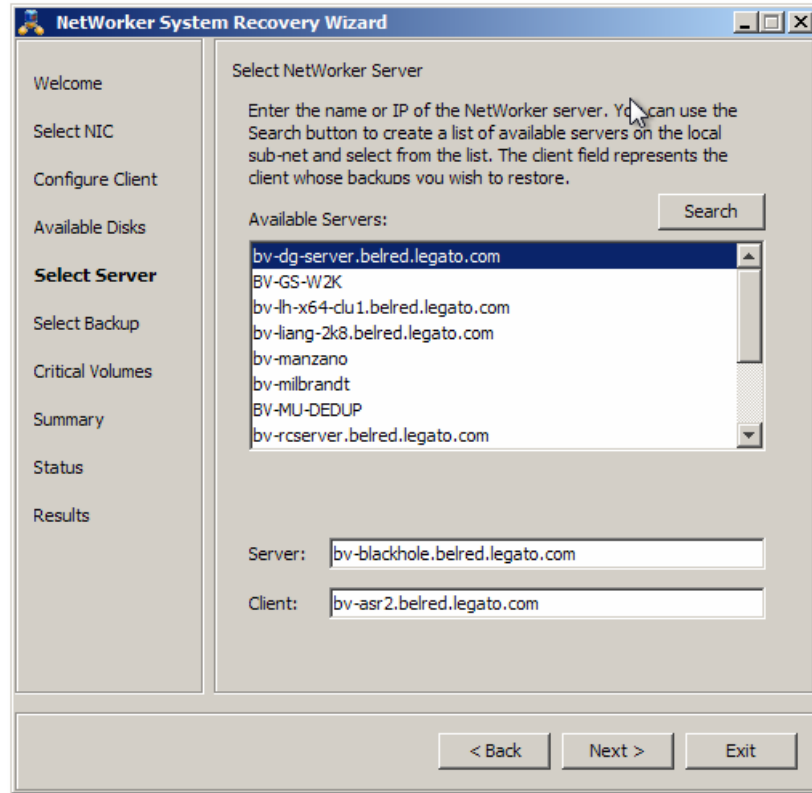 NetWorker System Recovery Wizard
Welcome
Select NIC
Configure Client
Available Disks
Select Server
Select Backup
Critical Volumes
Summary
Status
Results
Select NetWorker Server
Enter the name or IP of the NetWorker server. You can use the
Search button to create a list of available servers on the local
sub-net and select from the list. The client field represents the
client whose backups you wish to restore.
Search
Available Servers:
bv-dg-server.belred.legato.com
BV-GS-W2K
bv-lh-x64-clu1.belred.legato.com
bv-liang-2k8.belred.legato.com
bv-manzano
bv-milbrandt
BV-MU-DEDUP
bv-rcserver.belred.legato.com
Server: bv-blackhole.belred.legato.com
Client: bv-asr2.belred.legato.com
< Back Next > Exit